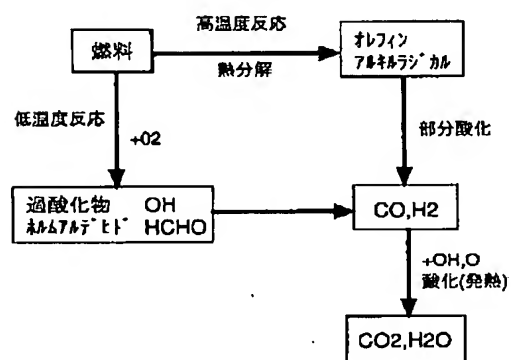 高温度反応
燃料
熱分解
オレフィン
アルキルラジカル
低温度反応
+O2
部分酸化
過酸化物 OH
ホルムアルデヒド HCHO
CO,H2
+OH,O
酸化(発熱)
CO2,H2O